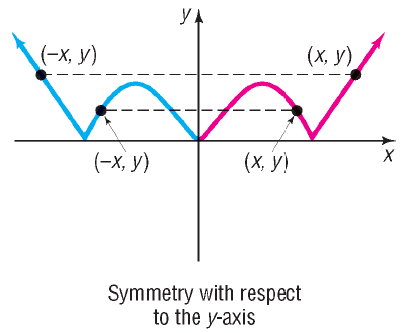 y
(–x, y)
(x, y)
(–x, y)
(x, y)
x
Symmetry with respect
to the y-axis